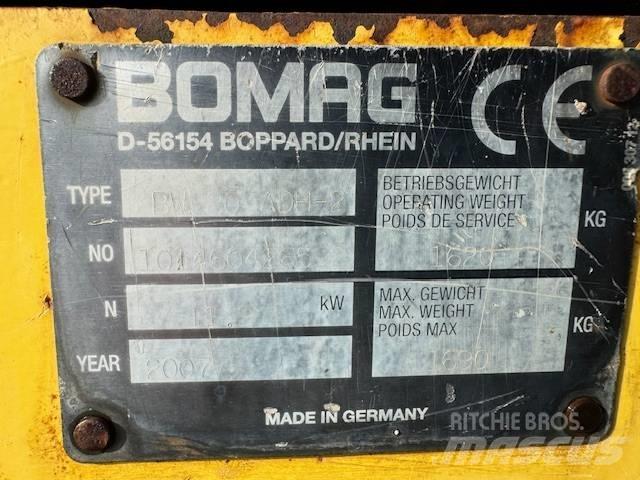 BOMAG CE
D-56154 BOPPARD/RHEIN
TYPE
BETRIEBSGEWICHT
OPERATING WEIGHT
POIDS DE SERVICE
KG
NO
N
kW
MAX. GEWICHT
MAX. WEIGHT
POIDS MAX
KG
YEAR 2007
MADE IN GERMANY
RITCHIE BROS.
MASCUS